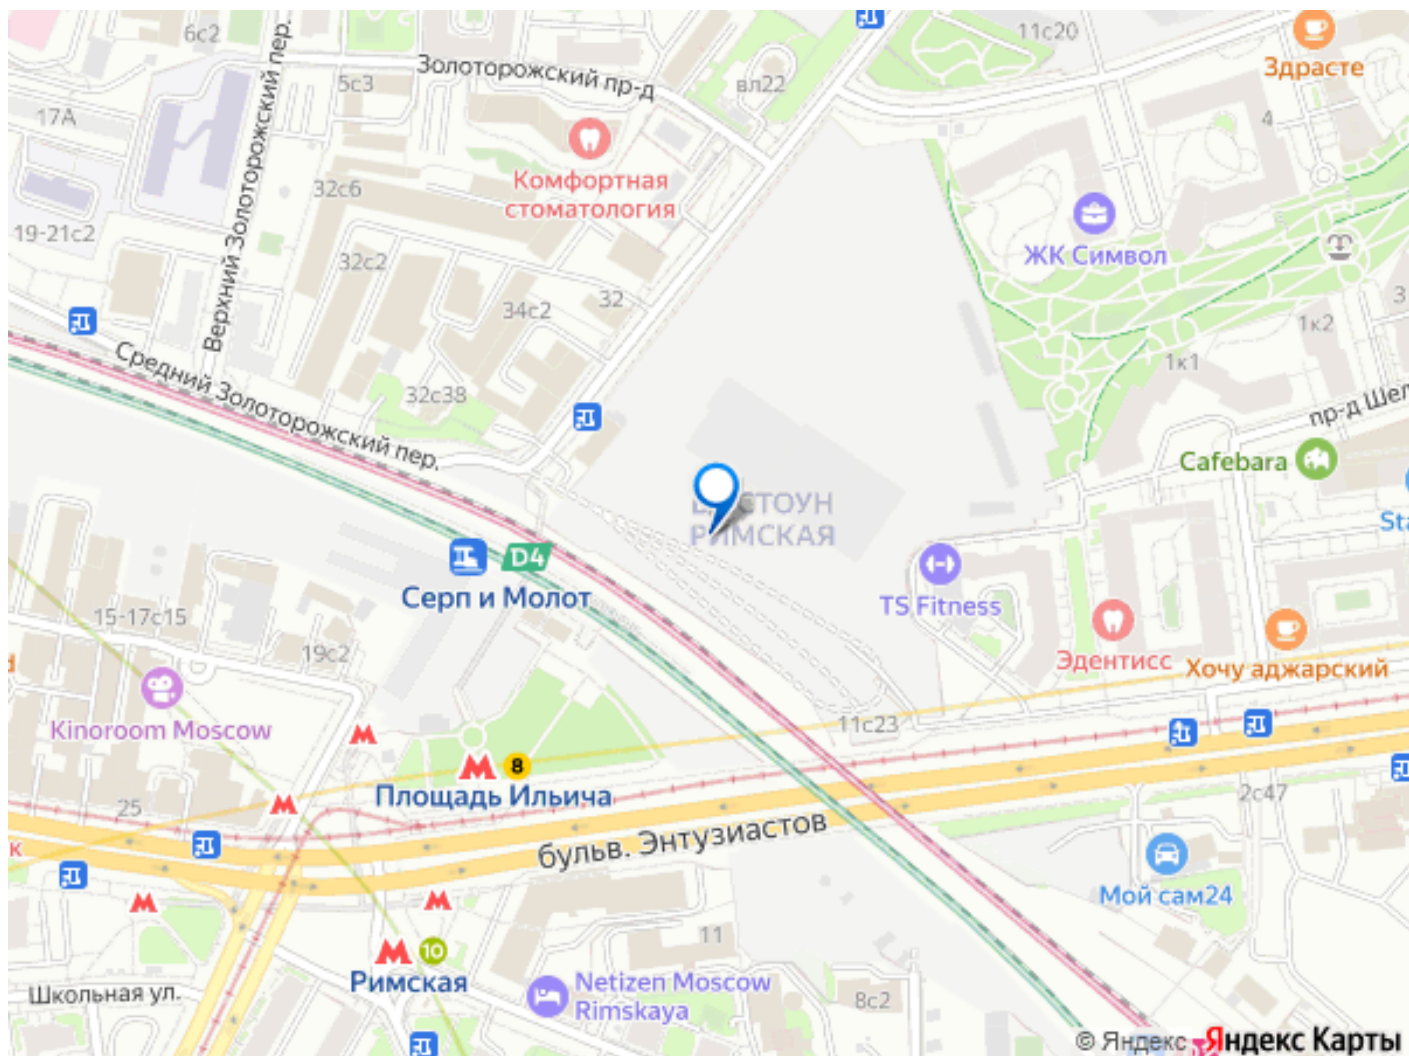 6с2
11с20
Здрасте
Золоторожский пр-д
5с3
вл22
17А
4
Верхний Золоторожский пер.
Комфортная
стоматология
32с6
19-21с2
ЖК Символ
32с2
32
34с2
3
1к2
1к1
Средний Золоторожский пер.
32с38
пр-д Шел
Cafebara
СТОУН
РИМСКАЯ
Sta
D4
Серп и Молот
TS Fitness
15-17с15
19с2
Эдентисс
Хочу аджарский
d
Kinoroom Moscow
11с23
8
Площадь Ильича
25
2с47
к
бульв. Энтузиастов
Мой сам24
11
10
Римская
Netizen Moscow
Rimskaya
Школьная ул.
8с2
© Яндекс Яндекс Карты